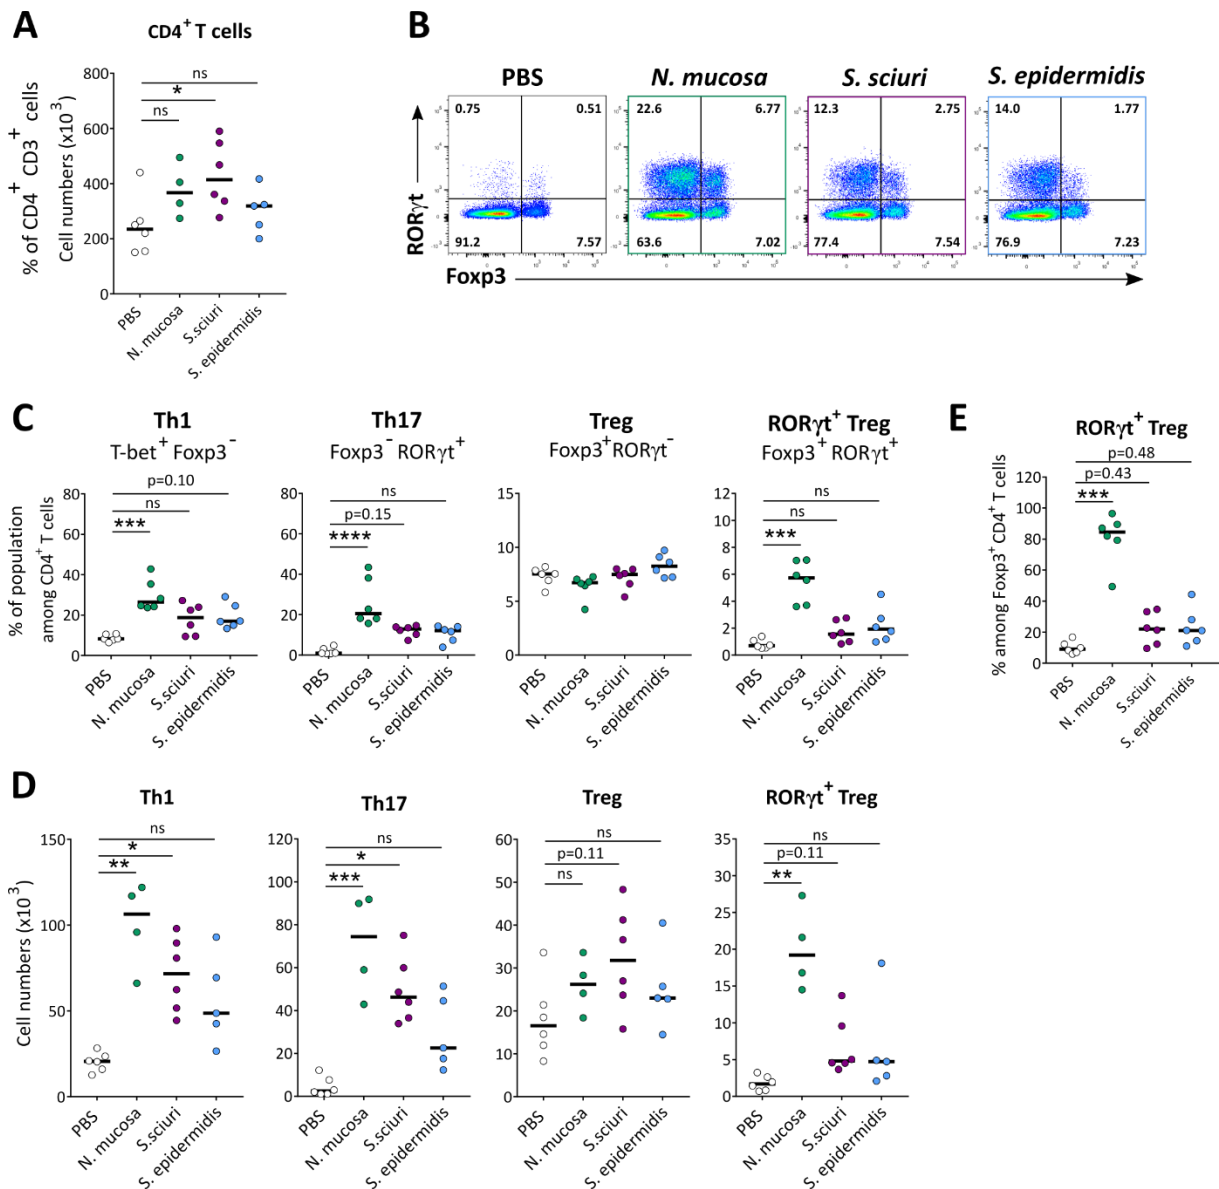 A
CD4+ T cells
% of CD4+ CD3+ cells
Cell numbers (x10^3)
800
600
400
200
0
ns
*
ns
PBS
N. mucosa
S.sciuri
S. epidermidis
B
PBS
N. mucosa
S. sciuri
S. epidermidis
0.75
0.51
91.2
7.57
22.6
6.77
63.6
7.02
12.3
2.75
77.4
7.54
14.0
1.77
76.9
7.23
RORγt
Foxp3
C
Th1
T-bet+ Foxp3-
% of population
among CD4+ T cells
80
60
40
20
0
p=0.10
ns
***
PBS
N. mucosa
S.sciuri
S. epidermidis
Th17
Foxp3- RORγt+
80
60
40
20
0
ns
p=0.15
****
PBS
N. mucosa
S.sciuri
S. epidermidis
Treg
Foxp3+RORγt-
15
10
5
0
PBS
N. mucosa
S.sciuri
S. epidermidis
RORγt+ Treg
Foxp3+ RORγt+
12
10
8
6
4
2
0
ns
ns
***
PBS
N. mucosa
S.sciuri
S. epidermidis
E
RORγt+ Treg
% among Foxp3+ CD4+ T cells
100
80
60
40
20
0
p=0.48
p=0.43
***
PBS
N. mucosa
S.sciuri
S. epidermidis
D
Th1
Cell numbers (x10^3)
150
100
50
0
ns
*
**
PBS
N. mucosa
S.sciuri
S. epidermidis
Th17
120
100
80
60
40
20
0
ns
*
***
PBS
N. mucosa
S.sciuri
S. epidermidis
Treg
60
50
40
30
20
10
0
ns
p=0.11
ns
PBS
N. mucosa
S.sciuri
S. epidermidis
RORγt+ Treg
35
30
25
20
15
10
5
0
ns
p=0.11
**
PBS
N. mucosa
S.sciuri
S. epidermidis